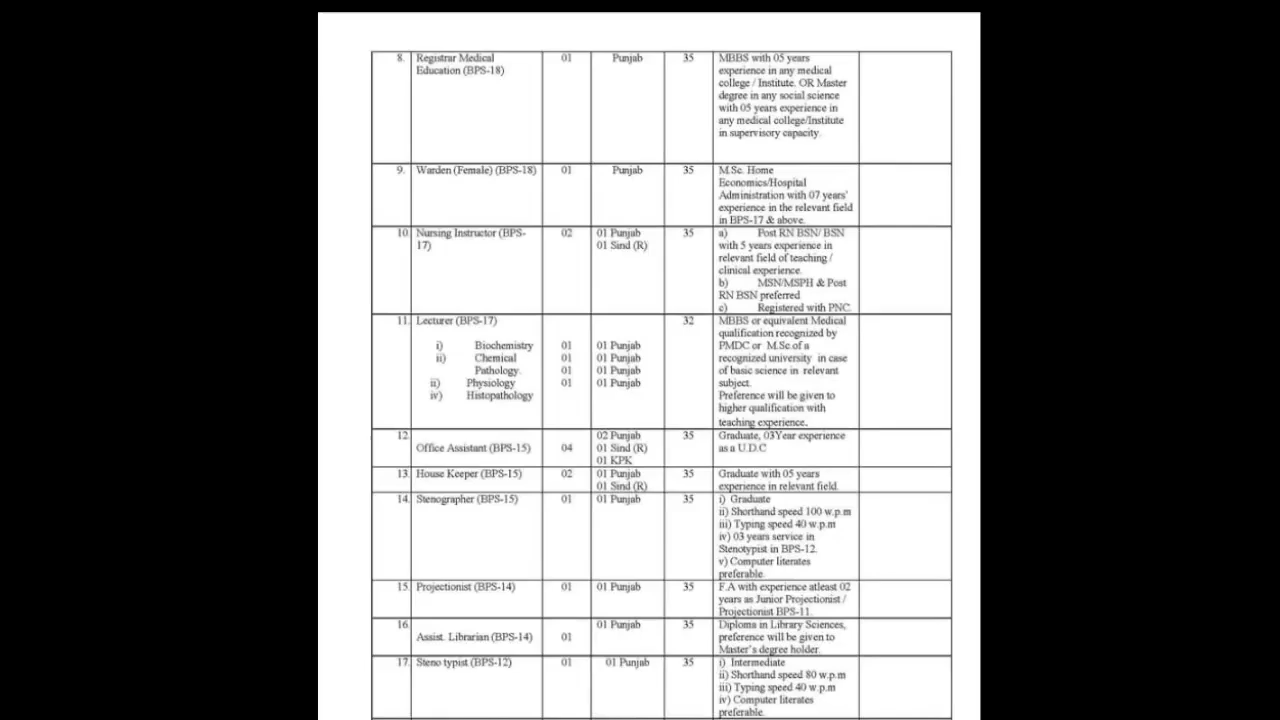 8. Registrar Medical 01 Punjab 35 MBBS with 05 years
Education (BPS-18) experience in any medical
college / Institute. OR Master
degree in any social science
with 05 years experience in
any medical college/Institute
in supervisory capacity.
9. Warden (Female) (BPS-18) 01 Punjab 35 M.Sc. Home
Economics/Hospital
Administration with 07 years'
experience in the relevant field
in BPS-17 & above.
10. Nursing Instructor (BPS- 02 01 Punjab 35 a) Post RN BSN/ BSN
17) 01 Sind (R) with 5 years experience in
relevant field of teaching /
clinical experience.
b) MSN/MSPH & Post
RN BSN preferred
c) Registered with PNC.
11. Lecturer (BPS-17) 32 MBBS or equivalent Medical
qualification recognized by
i) Biochemistry 01 01 Punjab PMDC or M.Sc.of a
ii) Chemical 01 01 Punjab recognized university in case
Pathology. 01 01 Punjab of basic science in relevant
ii) Physiology 01 01 Punjab subject.
iv) Histopathology Preference will be given to
higher qualification with
teaching experience.
12. 02 Punjab 35 Graduate, 03Year experience
Office Assistant (BPS-15) 04 01 Sind (R) as a U.D.C
01 KPK
13. House Keeper (BPS-15) 02 01 Punjab 35 Graduate with 05 years
01 Sind (R) experience in relevant field.
14. Stenographer (BPS-15) 01 01 Punjab 35 i) Graduate
ii) Shorthand speed 100 w.p.m
iii) Typing speed 40 w.p.m
iv) 03 years service in
Stenotypist in BPS-12.
v) Computer literates
preferable.
15. Projectionist (BPS-14) 01 01 Punjab 35 F.A with experience atleast 02
years as Junior Projectionist /
Projectionist BPS-11.
16. 01 Punjab 35 Diploma in Library Sciences,
Assist. Librarian (BPS-14) 01 preference will be given to
Master's degree holder.
17. Steno typist (BPS-12) 01 01 Punjab 35 i) Intermediate
ii) Shorthand speed 80 w.p.m
iii) Typing speed 40 w.p.m
iv) Computer literates
preferable.